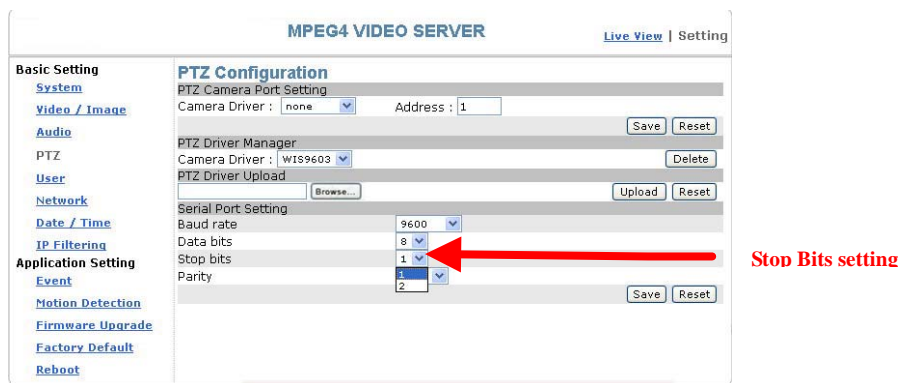 MPEG4 VIDEO SERVER
Live View | Setting
Basic Setting
System
Video / Image
Audio
PTZ
User
Network
Date / Time
IP Filtering
Application Setting
Event
Motion Detection
Firmware Upgrade
Factory Default
Reboot
PTZ Configuration
PTZ Camera Port Setting
Camera Driver : none Address : 1
Save Reset
PTZ Driver Manager
Camera Driver : WIS9603 Delete
PTZ Driver Upload
Browse... Upload Reset
Serial Port Setting
Baud rate 9600
Data bits 8
Stop bits 1
Parity
1
2
Save Reset
Stop Bits setting